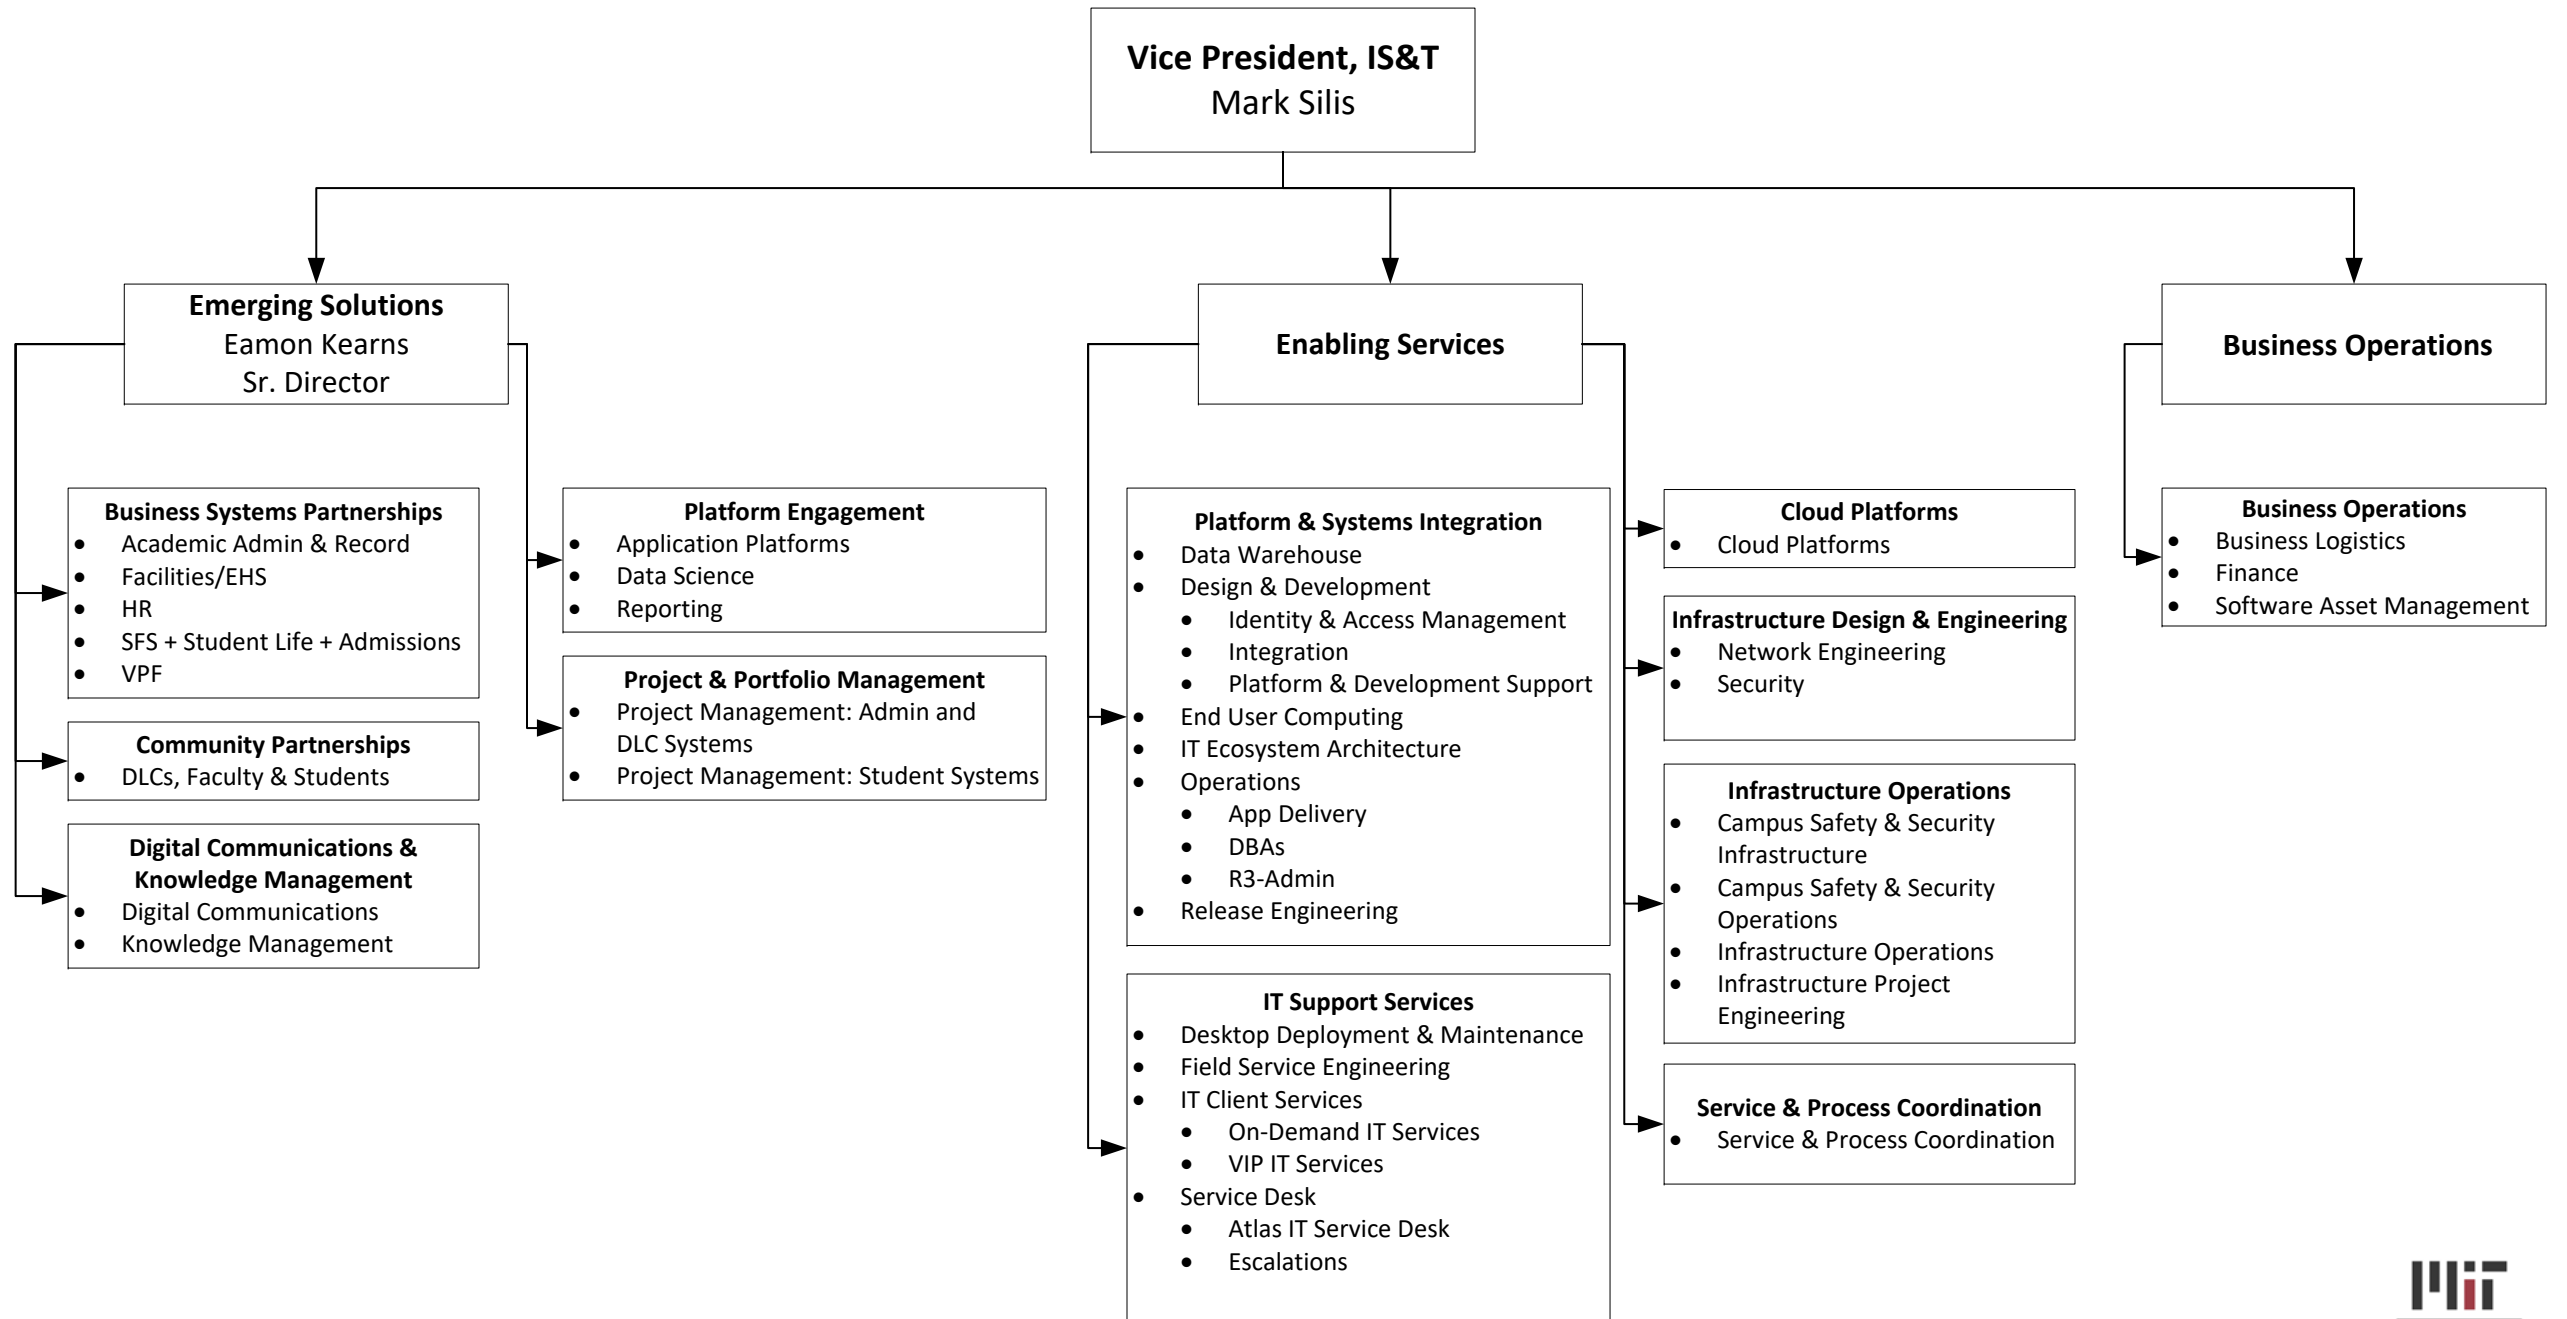 Vice President, IS&T
Mark Silis
Emerging Solutions
Eamon Kearns
Sr. Director
Enabling Services
Business Operations
Business Systems Partnerships
• Academic Admin & Record
• Facilities/EHS
• HR
• SFS + Student Life + Admissions
• VPF
Community Partnerships
• DLCs, Faculty & Students
Digital Communications &
Knowledge Management
• Digital Communications
• Knowledge Management
Platform Engagement
• Application Platforms
• Data Science
• Reporting
Project & Portfolio Management
• Project Management: Admin and
DLC Systems
• Project Management: Student Systems
Platform & Systems Integration
• Data Warehouse
• Design & Development
• Identity & Access Management
• Integration
• Platform & Development Support
• End User Computing
• IT Ecosystem Architecture
• Operations
• App Delivery
• DBAs
• R3-Admin
• Release Engineering
IT Support Services
• Desktop Deployment & Maintenance
• Field Service Engineering
• IT Client Services
• On-Demand IT Services
• VIP IT Services
• Service Desk
• Atlas IT Service Desk
• Escalations
Cloud Platforms
• Cloud Platforms
Infrastructure Design & Engineering
• Network Engineering
• Security
Infrastructure Operations
• Campus Safety & Security
Infrastructure
• Campus Safety & Security
Operations
• Infrastructure Operations
• Infrastructure Project
Engineering
Service & Process Coordination
• Service & Process Coordination
Business Operations
• Business Logistics
• Finance
• Software Asset Management
MIT